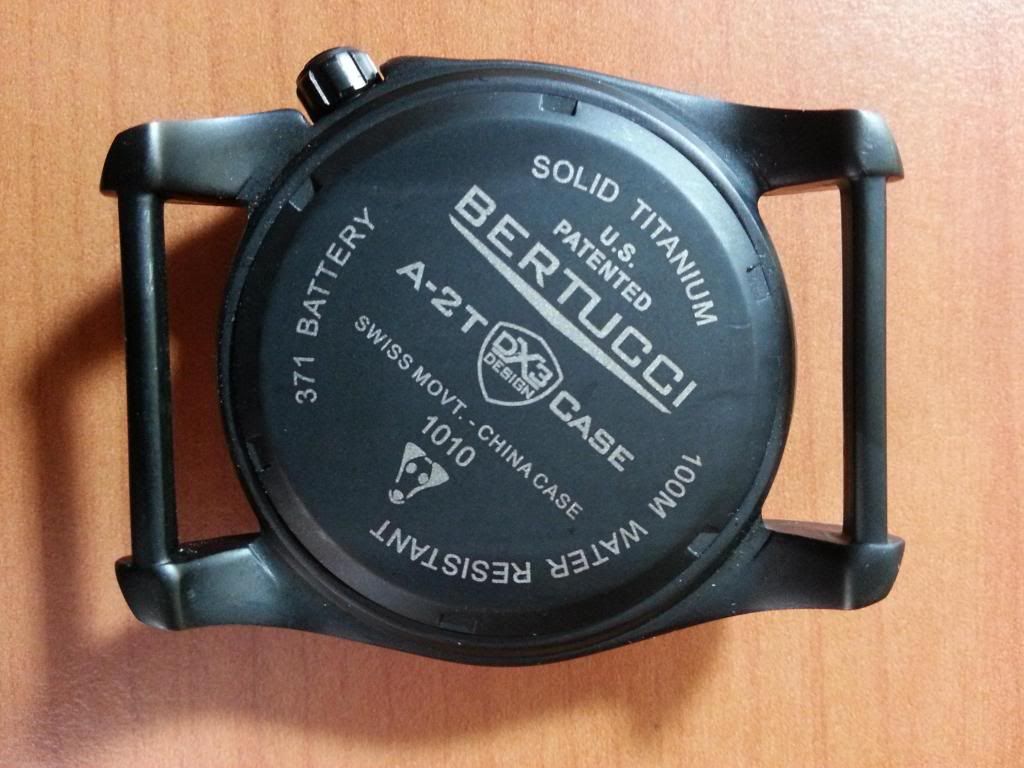 SOLID TITANIUM
U.S.
PATENTED
BERTUCCI
A-2T DX3 DESIGN CASE
SWISS MOVT. - CHINA CASE
1010
371 BATTERY
100M WATER RESISTANT